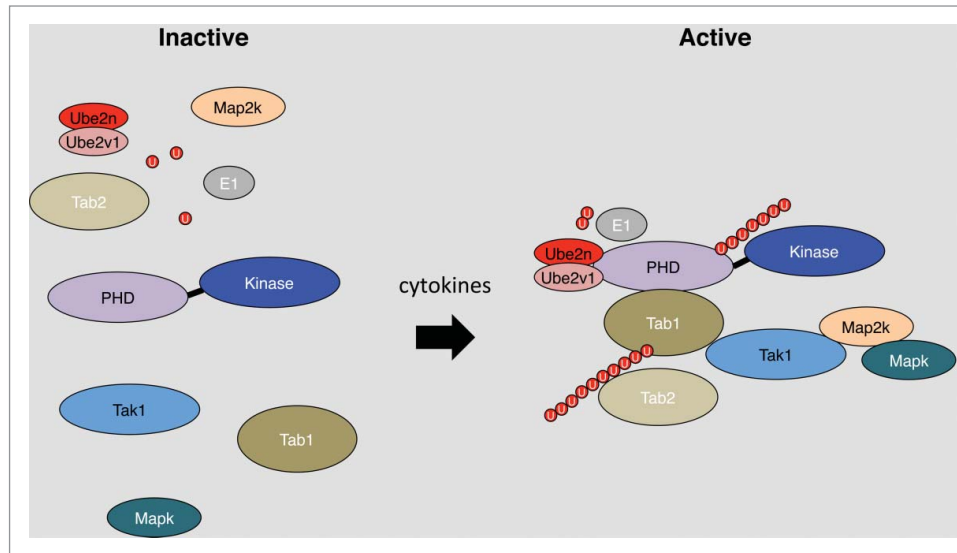 Inactive
Active
Ube2n
Ube2v1
Map2k
U
U
E1
Tab2
U
PHD
Kinase
Tak1
Tab1
Mapk
cytokines
U
U
E1
U
U
U
U
U
U
U
Ube2n
Ube2v1
PHD
Kinase
Tab1
Map2k
Tak1
Mapk
U
U
U
U
U
U
U
U
U
U
Tab2